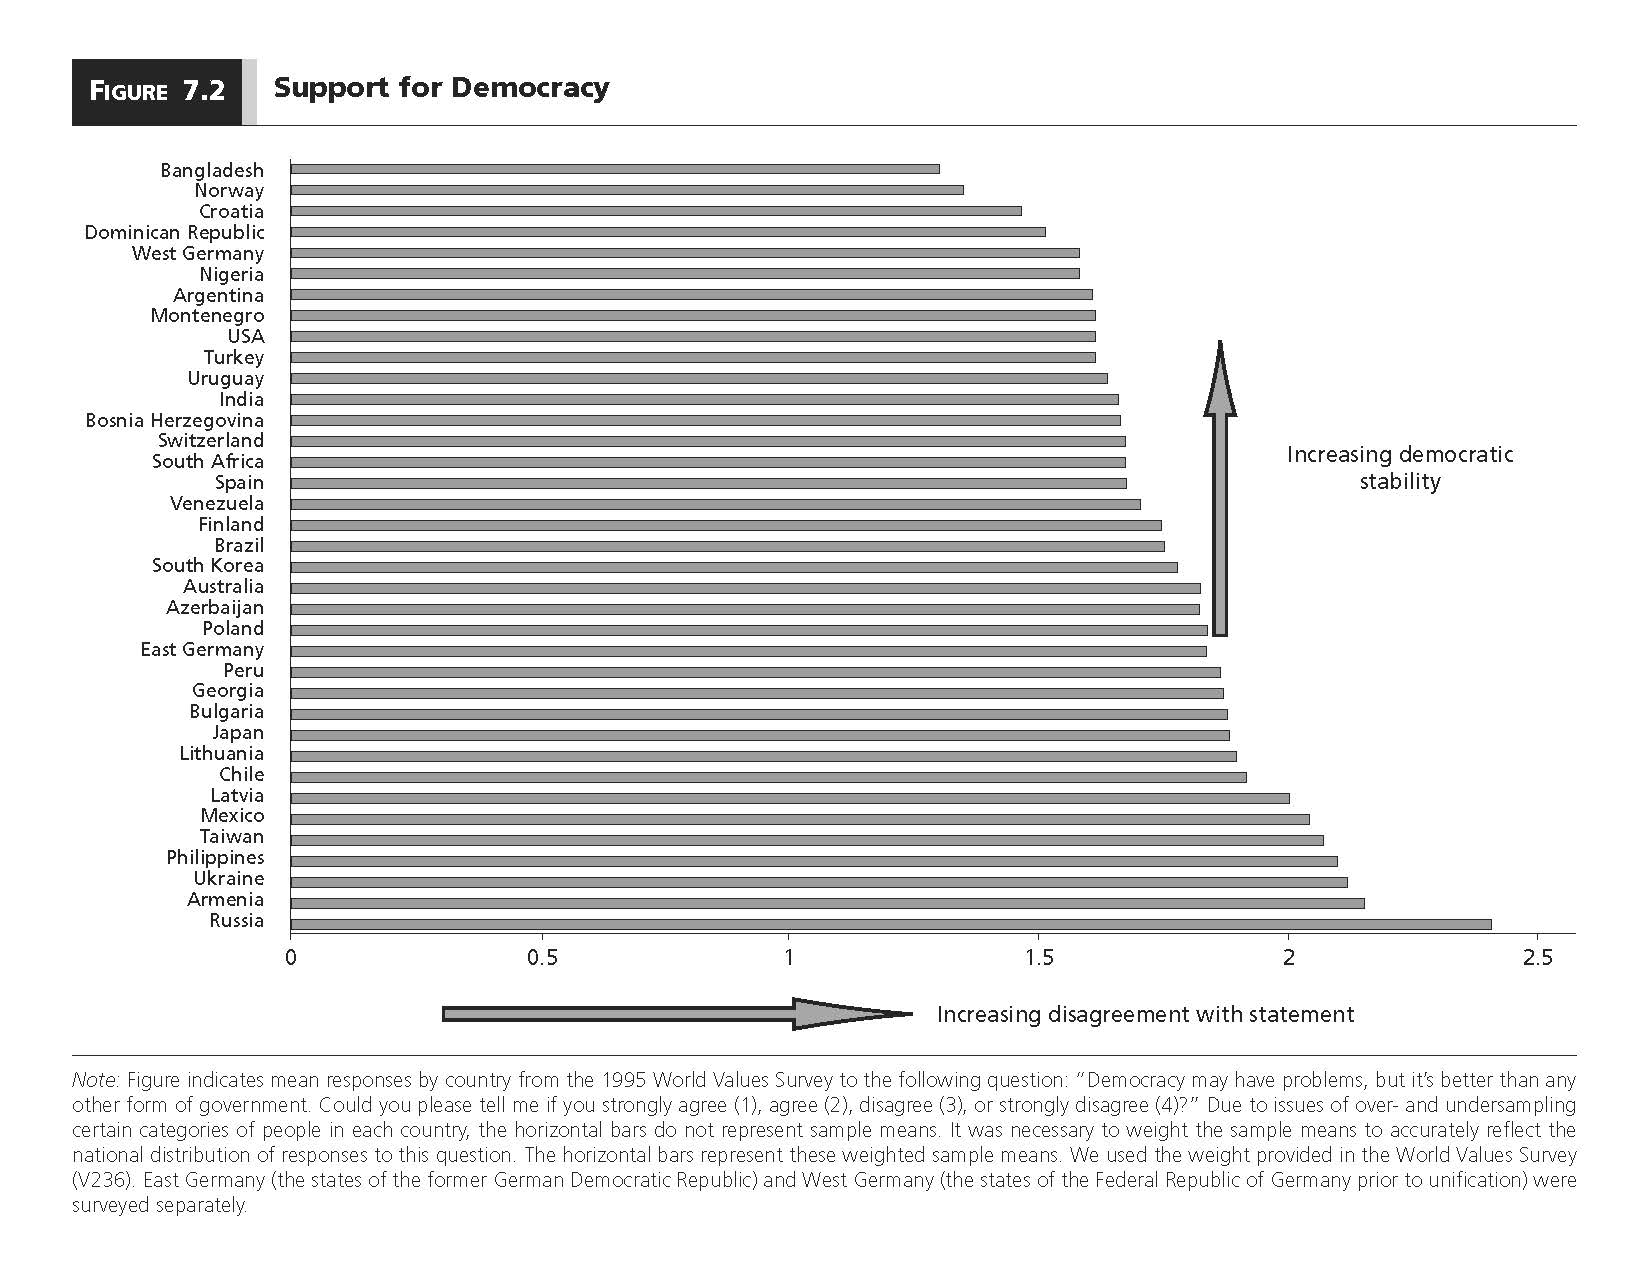 FIGURE 7.2 Support for Democracy
Bangladesh
Norway
Croatia
Dominican Republic
West Germany
Nigeria
Argentina
Montenegro
USA
Turkey
Uruguay
India
Bosnia Herzegovina
Switzerland
South Africa
Spain
Venezuela
Finland
Brazil
South Korea
Australia
Azerbaijan
Poland
East Germany
Peru
Georgia
Bulgaria
Japan
Lithuania
Chile
Latvia
Mexico
Taiwan
Philippines
Ukraine
Armenia
Russia
Increasing democratic
stability
0 0.5 1 1.5 2 2.5
Increasing disagreement with statement
Note: Figure indicates mean responses by country from the 1995 World Values Survey to the following question: “Democracy may have problems, but it’s better than any
other form of government. Could you please tell me if you strongly agree (1), agree (2), disagree (3), or strongly disagree (4)?” Due to issues of over- and undersampling
certain categories of people in each country, the horizontal bars do not represent sample means. It was necessary to weight the sample means to accurately reflect the
national distribution of responses to this question. The horizontal bars represent these weighted sample means. We used the weight provided in the World Values Survey
(V236). East Germany (the states of the former German Democratic Republic) and West Germany (the states of the Federal Republic of Germany prior to unification) were
surveyed separately.